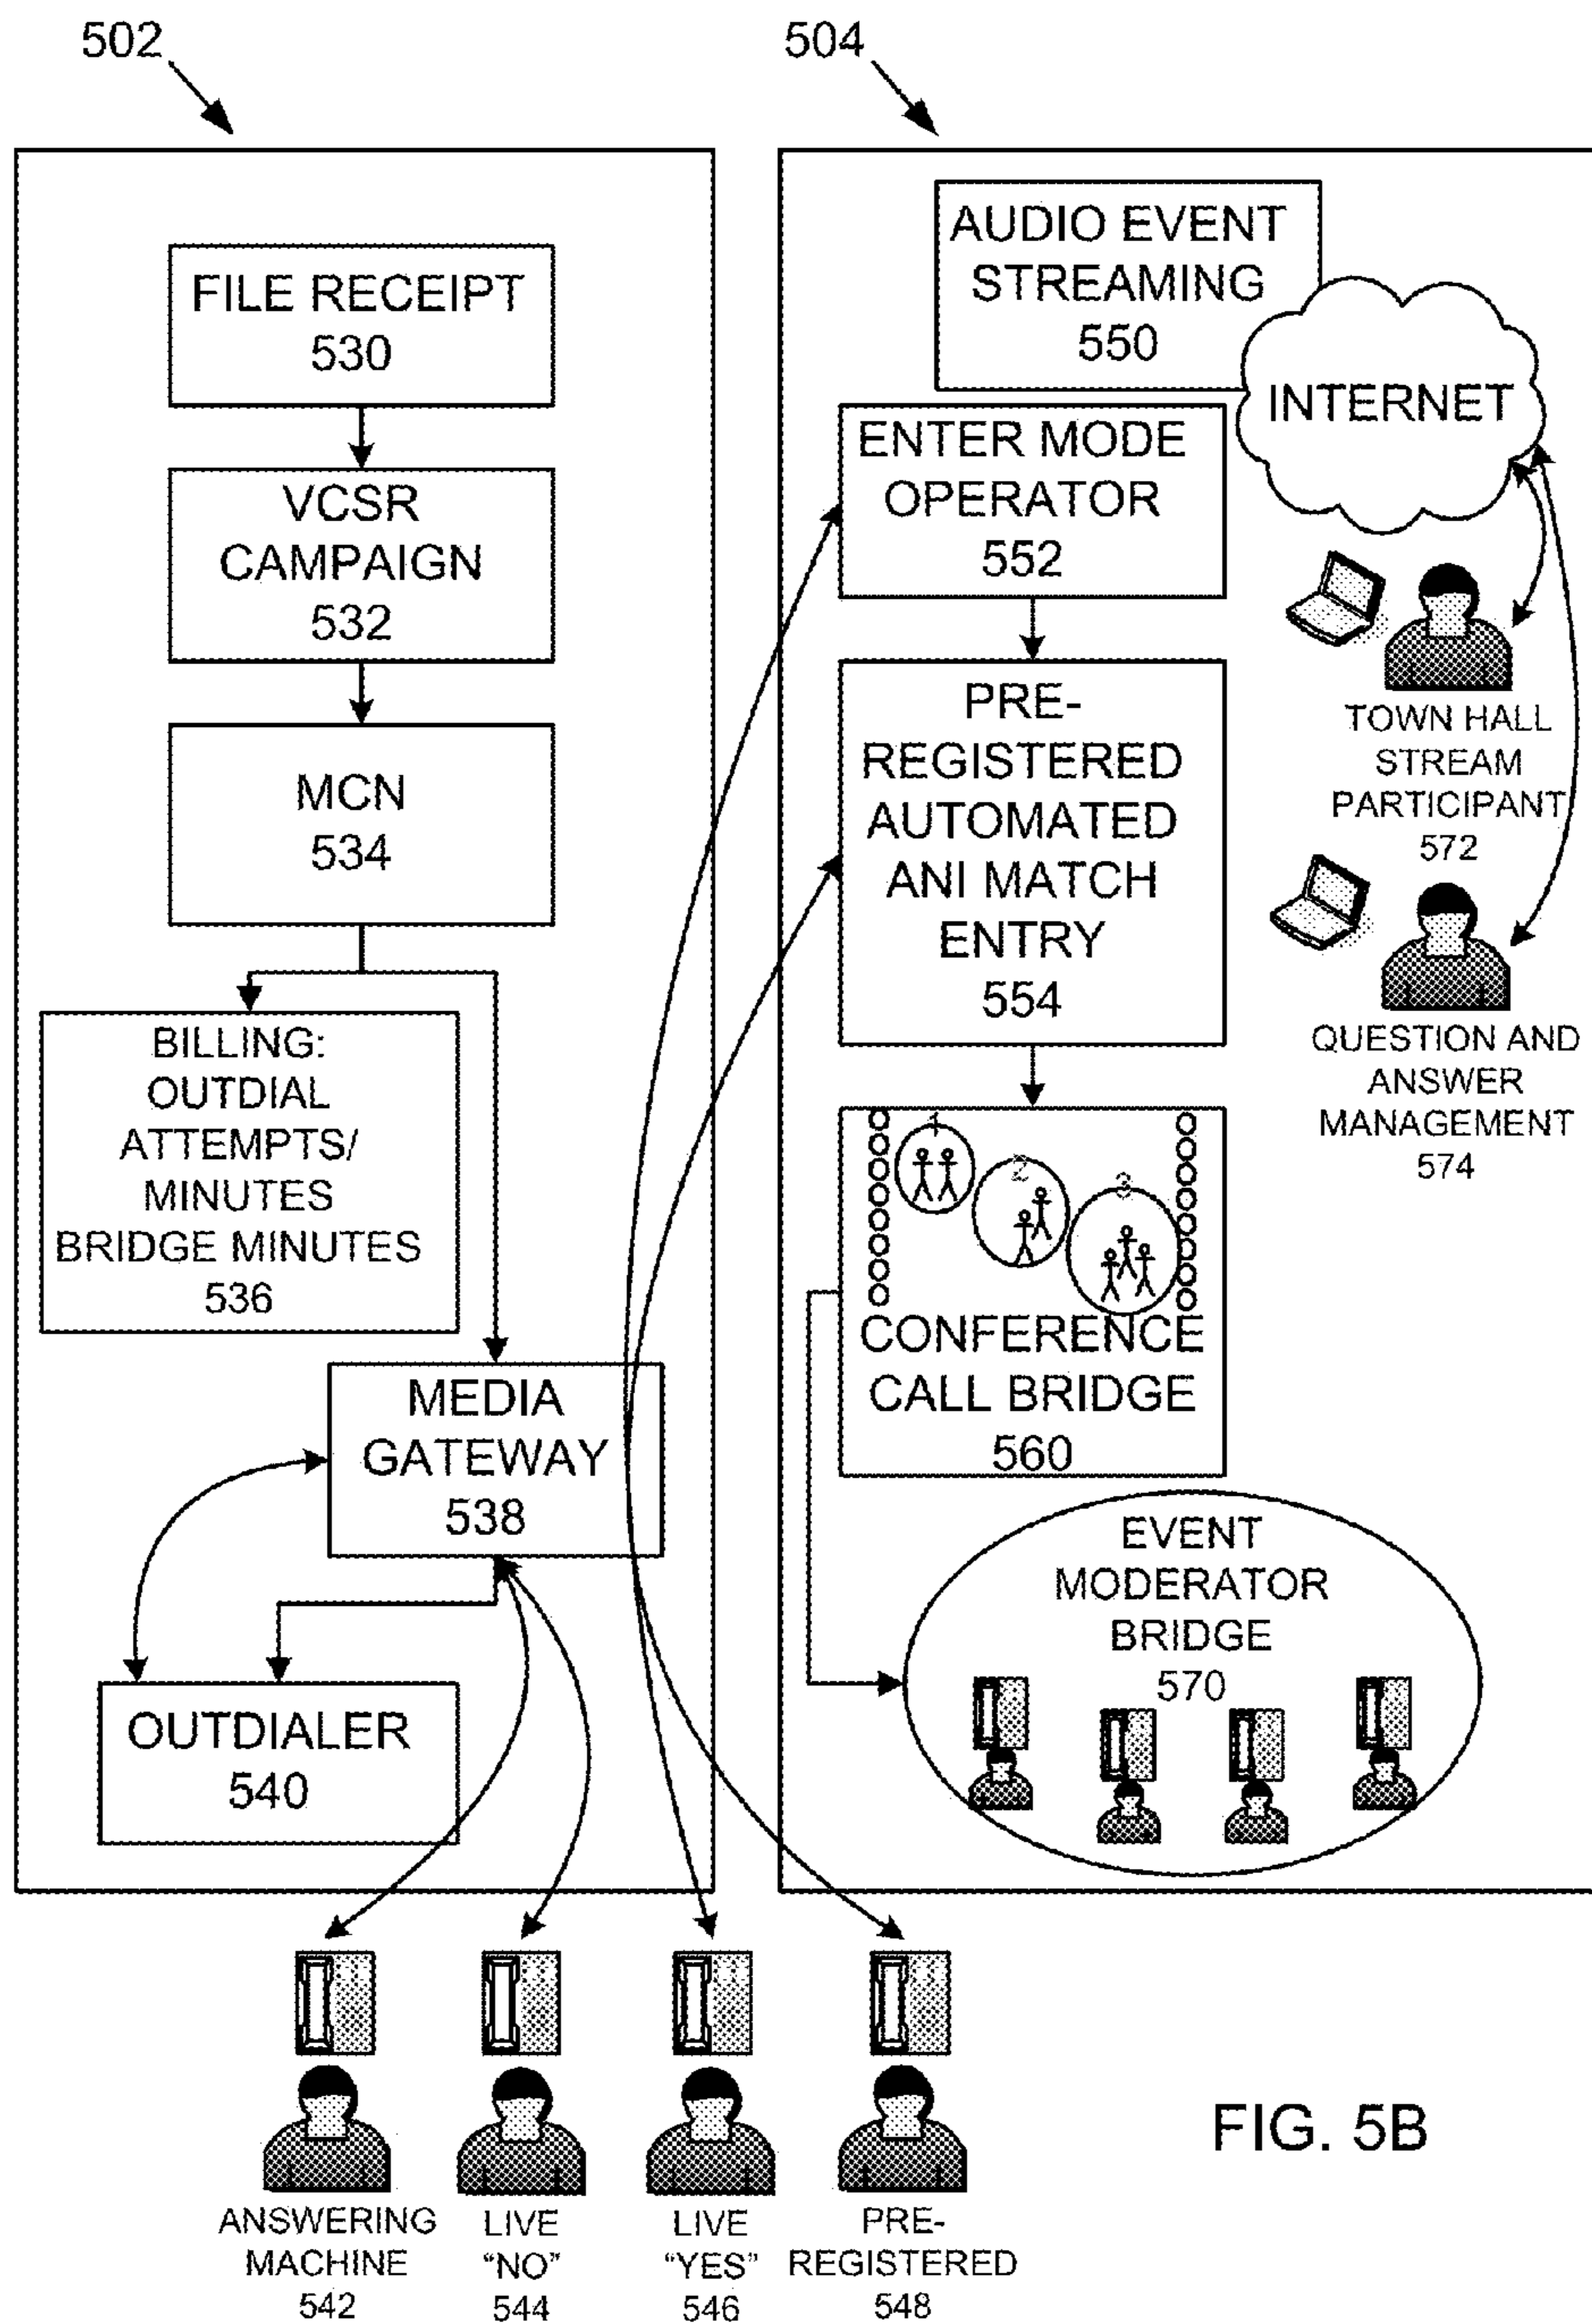 502
504
FILE RECEIPT
530
VCSR
CAMPAIGN
532
MCN
534
BILLING:
OUTDIAL
ATTEMPTS/
MINUTES
BRIDGE MINUTES
536
MEDIA
GATEWAY
538
OUTDIALER
540
AUDIO EVENT
STREAMING
550
INTERNET
ENTER MODE
OPERATOR
552
PRE-
REGISTERED
AUTOMATED
ANI MATCH
ENTRY
554
TOWN HALL
STREAM
PARTICIPANT
572
QUESTION AND
ANSWER
MANAGEMENT
574
1
2
3
CONFERENCE
CALL BRIDGE
560
EVENT
MODERATOR
BRIDGE
570
ANSWERING
MACHINE
542
LIVE
“NO”
544
LIVE
“YES”
546
PRE-
REGISTERED
548
FIG. 5B